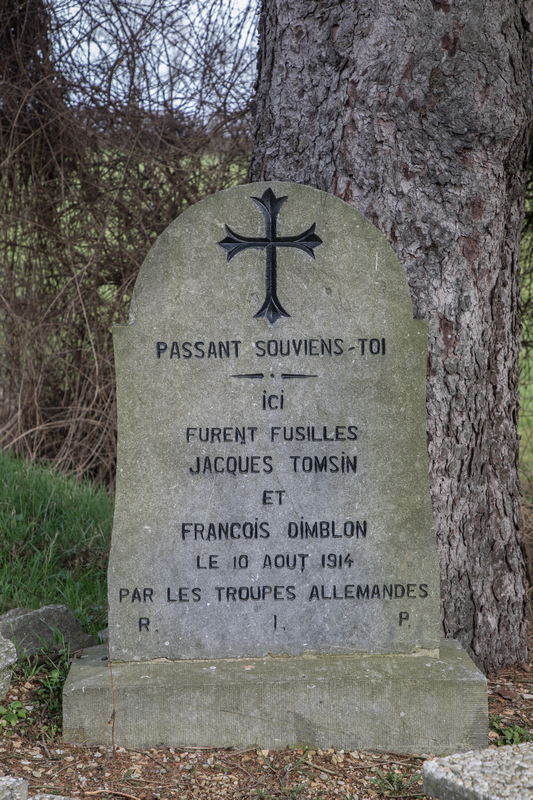 PASSANT SOUVIENS-TOI
ICI
FURENT FUSILLES
JACQUES TOMSIN
ET
FRANCOIS DIMBLON
LE 10 AOUT 1914
PAR LES TROUPES ALLEMANDES
R. I. P.